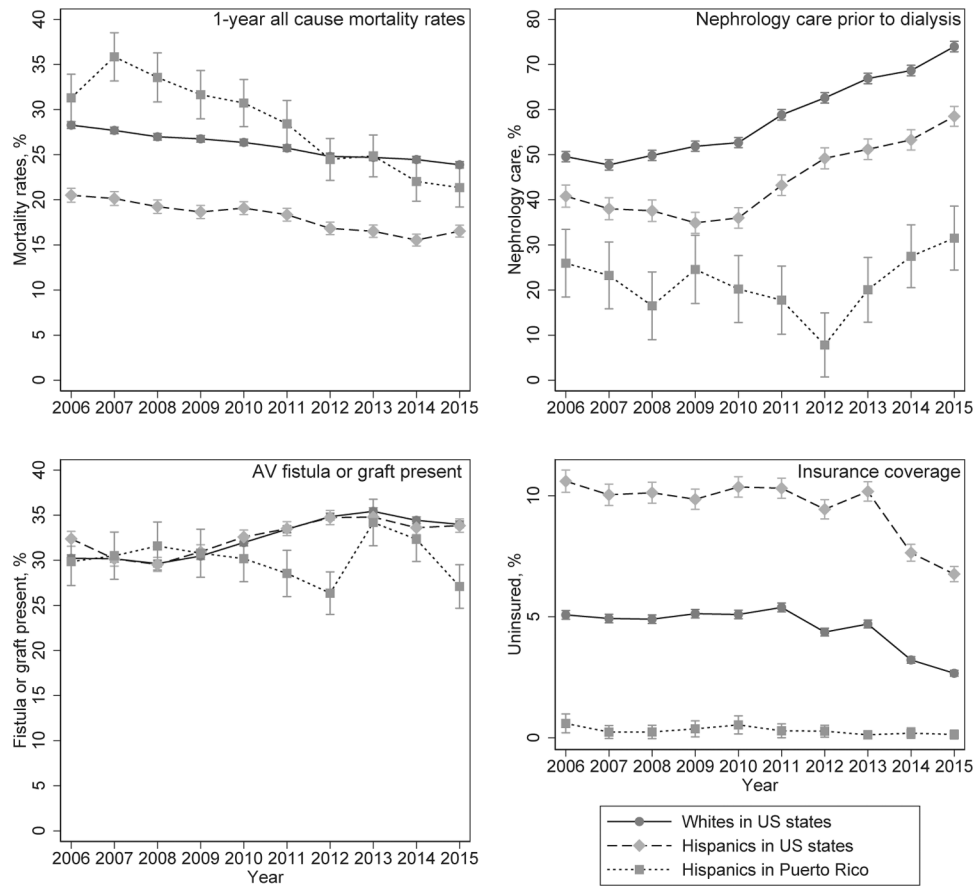 1-year all cause mortality rates
Mortality rates, %
40
35
30
25
20
15
10
5
0
2006 2007 2008 2009 2010 2011 2012 2013 2014 2015
Nephrology care prior to dialysis
Nephrology care, %
80
70
60
50
40
30
20
10
0
2006 2007 2008 2009 2010 2011 2012 2013 2014 2015
AV fistula or graft present
Fistula or graft present, %
40
35
30
25
20
15
10
5
0
2006 2007 2008 2009 2010 2011 2012 2013 2014 2015
Year
Insurance coverage
Uninsured, %
10
5
0
2006 2007 2008 2009 2010 2011 2012 2013 2014 2015
Year
Whites in US states
Hispanics in US states
Hispanics in Puerto Rico